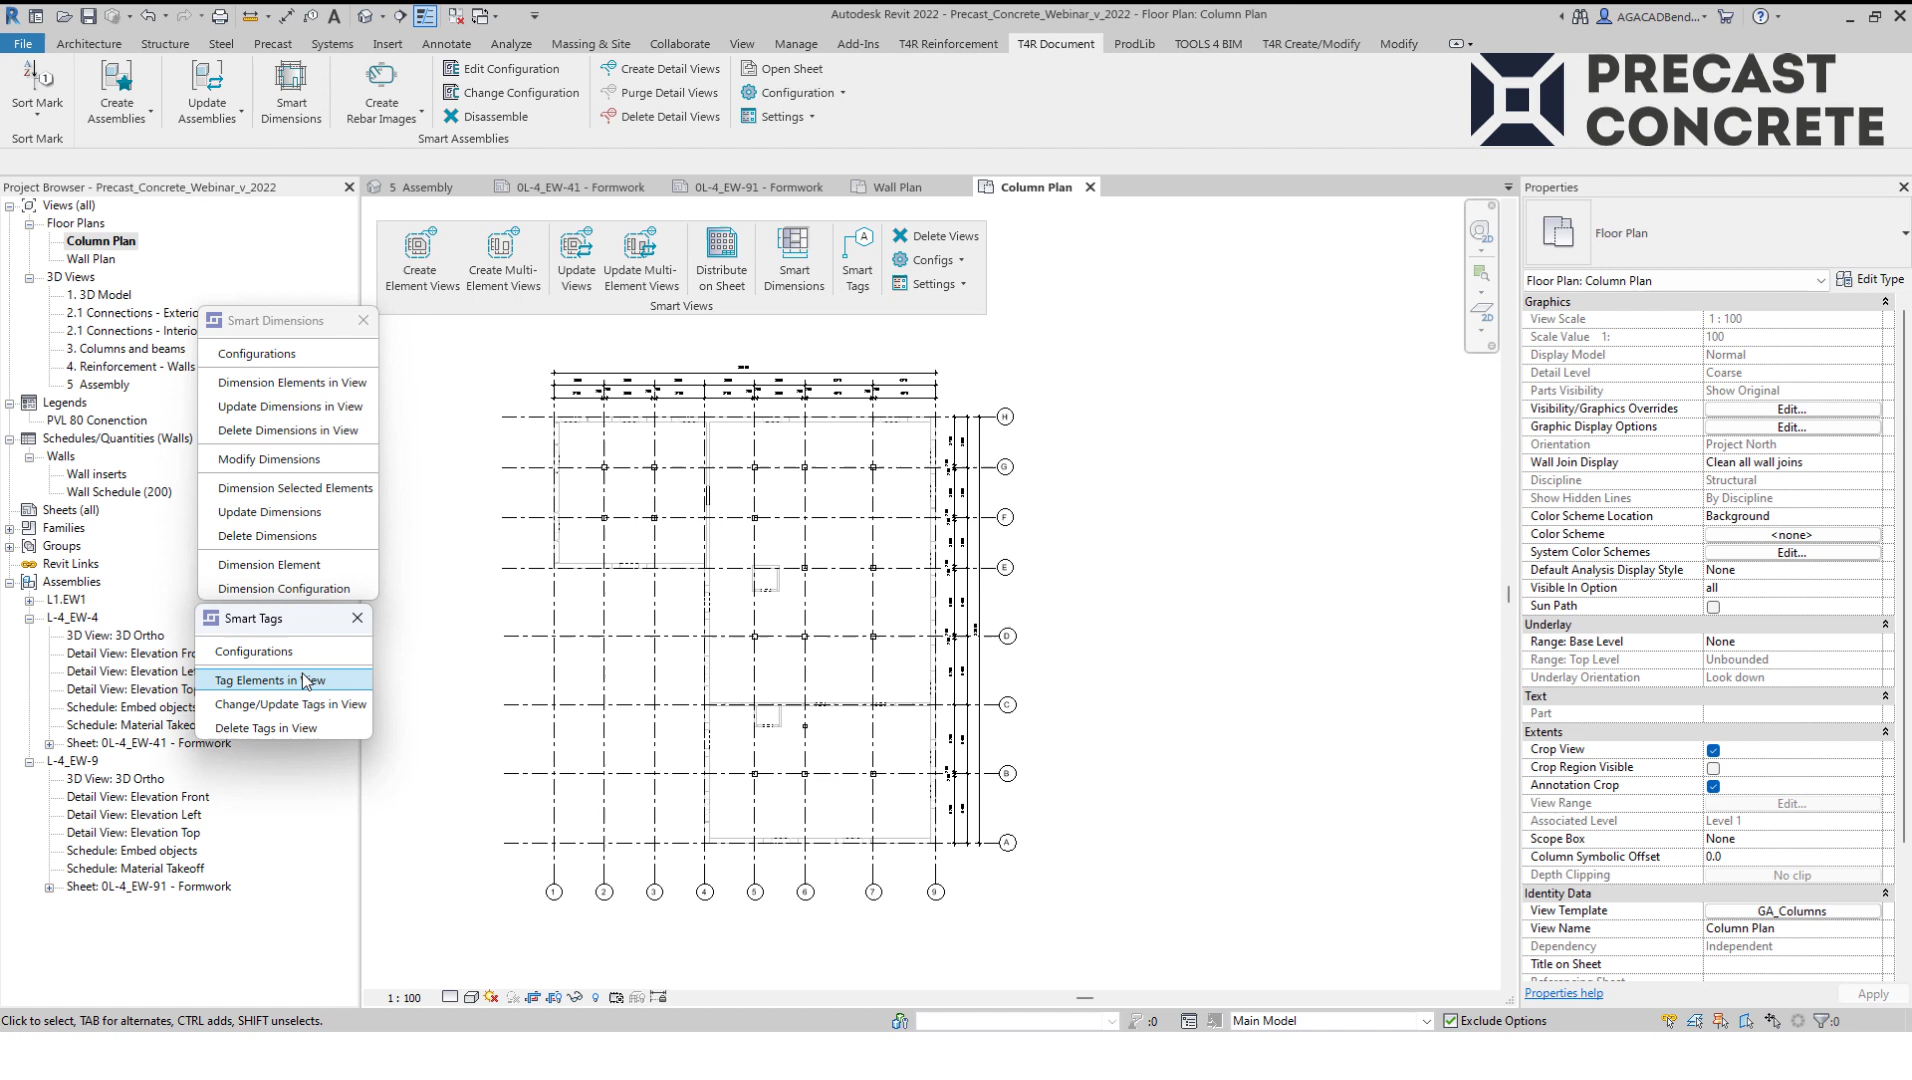 Autodesk Revit 2022 - Precast_Concrete_Webinar_v_2022 - Floor Plan: Column Plan
AGACADBend...
File Architecture Structure Steel Precast Systems Insert Annotate Analyze Massing & Site Collaborate View Manage Add-Ins T4R Reinforcement T4R Document ProdLib TOOLS 4 BIM T4R Create/Modify Modify
Sort Mark
Create Assemblies
Update Assemblies
Smart Dimensions
Create Rebar Images
Edit Configuration
Change Configuration
Disassemble
Create Detail Views
Purge Detail Views
Delete Detail Views
Open Sheet
Configuration
Settings
Sort Mark
Smart Assemblies
PRECAST
CONCRETE
Project Browser - Precast_Concrete_Webinar_v_2022
Views (all)
Floor Plans
Column Plan
Wall Plan
3D Views
1. 3D Model
2.1 Connections - Exterio
2.1 Connections - Interio
3. Columns and beams
4. Reinforcement - Walls
5 Assembly
Legends
PVL 80 Conenction
Schedules/Quantities (Walls)
Walls
Wall inserts
Wall Schedule (200)
Sheets (all)
Families
Groups
Revit Links
Assemblies
L1.EW1
L-4_EW-4
3D View: 3D Ortho
Detail View: Elevation Fro
Detail View: Elevation Le
Detail View: Elevation To
Schedule: Embed objects
Schedule: Material Takeo
Sheet: 0L-4_EW-41 - Formwork
L-4_EW-9
3D View: 3D Ortho
Detail View: Elevation Front
Detail View: Elevation Left
Detail View: Elevation Top
Schedule: Embed objects
Schedule: Material Takeoff
Sheet: 0L-4_EW-91 - Formwork
Smart Dimensions
Configurations
Dimension Elements in View
Update Dimensions in View
Delete Dimensions in View
Modify Dimensions
Dimension Selected Elements
Update Dimensions
Delete Dimensions
Dimension Element
Dimension Configuration
Smart Tags
Configurations
Tag Elements in View
Change/Update Tags in View
Delete Tags in View
5 Assembly
0L-4_EW-41 - Formwork
0L-4_EW-91 - Formwork
Wall Plan
Column Plan
Create Element Views
Create Multi-Element Views
Update Views
Update Multi-Element Views
Distribute on Sheet
Smart Dimensions
Smart Tags
Delete Views
Configs
Settings
Smart Views
H
G
F
E
D
C
B
A
1 2 3 4 5 6 7 9
2D
2D
1 : 100
Properties
Floor Plan
Floor Plan: Column Plan
Edit Type
Graphics
View Scale 1 : 100
Scale Value 1: 100
Display Model Normal
Detail Level Coarse
Parts Visibility Show Original
Visibility/Graphics Overrides Edit...
Graphic Display Options Edit...
Orientation Project North
Wall Join Display Clean all wall joins
Discipline Structural
Show Hidden Lines By Discipline
Color Scheme Location Background
Color Scheme <none>
System Color Schemes Edit...
Default Analysis Display Style None
Visible In Option all
Sun Path
Underlay
Range: Base Level None
Range: Top Level Unbounded
Underlay Orientation Look down
Text
Part
Extents
Crop View
Crop Region Visible
Annotation Crop
View Range Edit...
Associated Level Level 1
Scope Box None
Column Symbolic Offset 0.0
Depth Clipping No clip
Identity Data
View Template GA_Columns
View Name Column Plan
Dependency Independent
Title on Sheet
Properties help
Apply
Click to select, TAB for alternates, CTRL adds, SHIFT unselects.
:0
Main Model
Exclude Options
:0